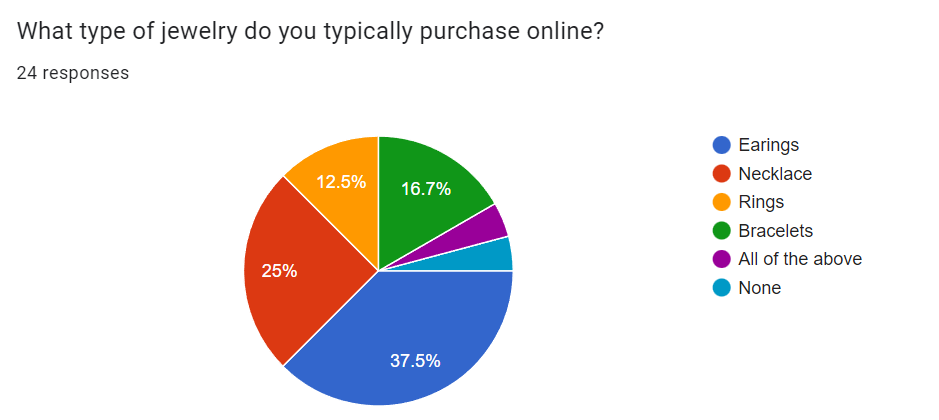 What type of jewelry do you typically purchase online?
24 responses
12.5%
16.7%
25%
37.5%
Earings
Necklace
Rings
Bracelets
All of the above
None